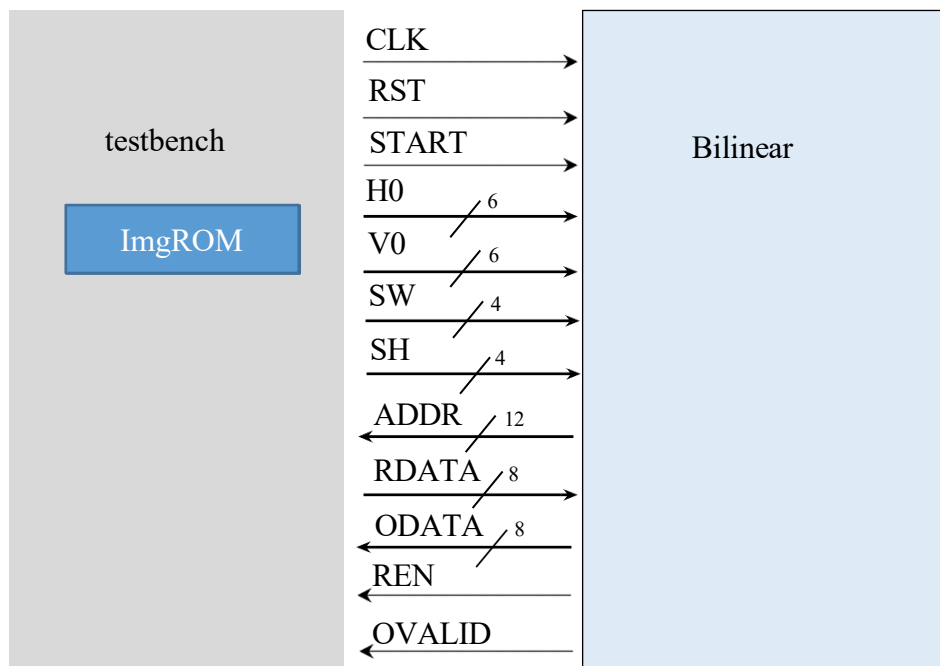 CLK
RST
testbench
START
Bilinear
H0
6
ImgROM
V0
6
SW
4
SH
4
ADDR
12
RDATA
8
ODATA
8
REN
OVALID